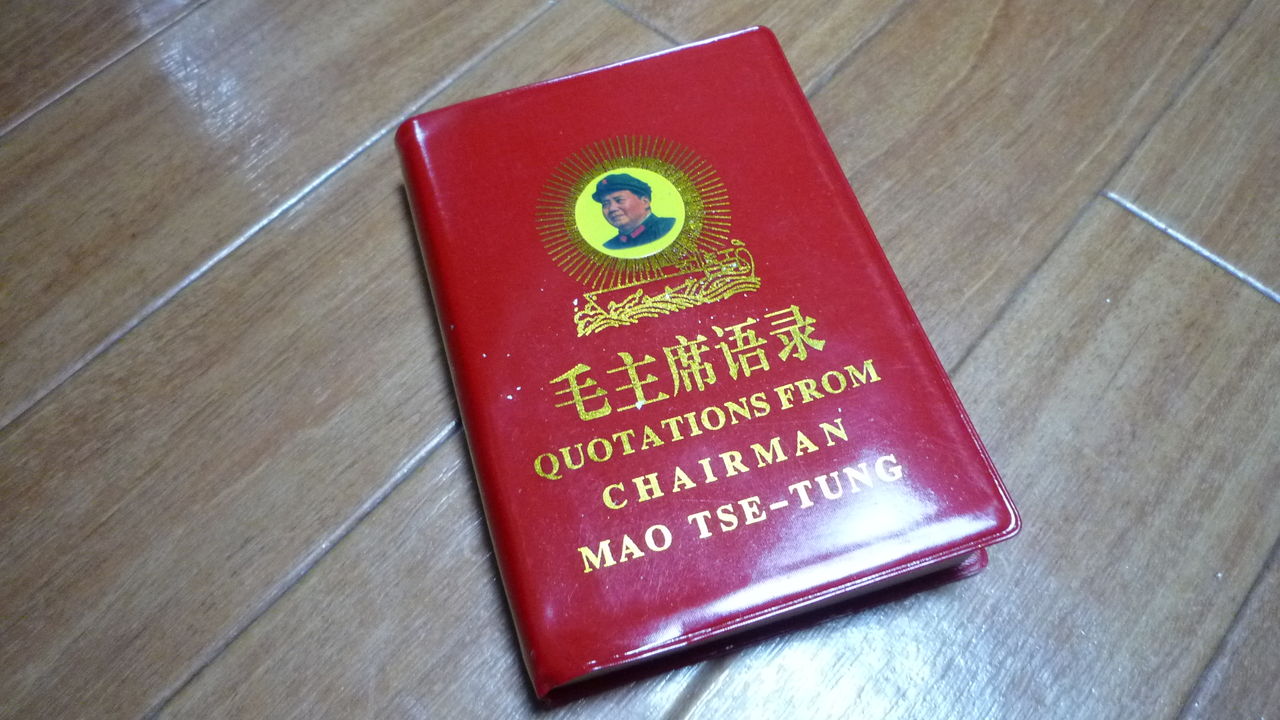 毛主席语录
QUOTATIONS FROM
CHAIRMAN
MAO TSE-TUNG